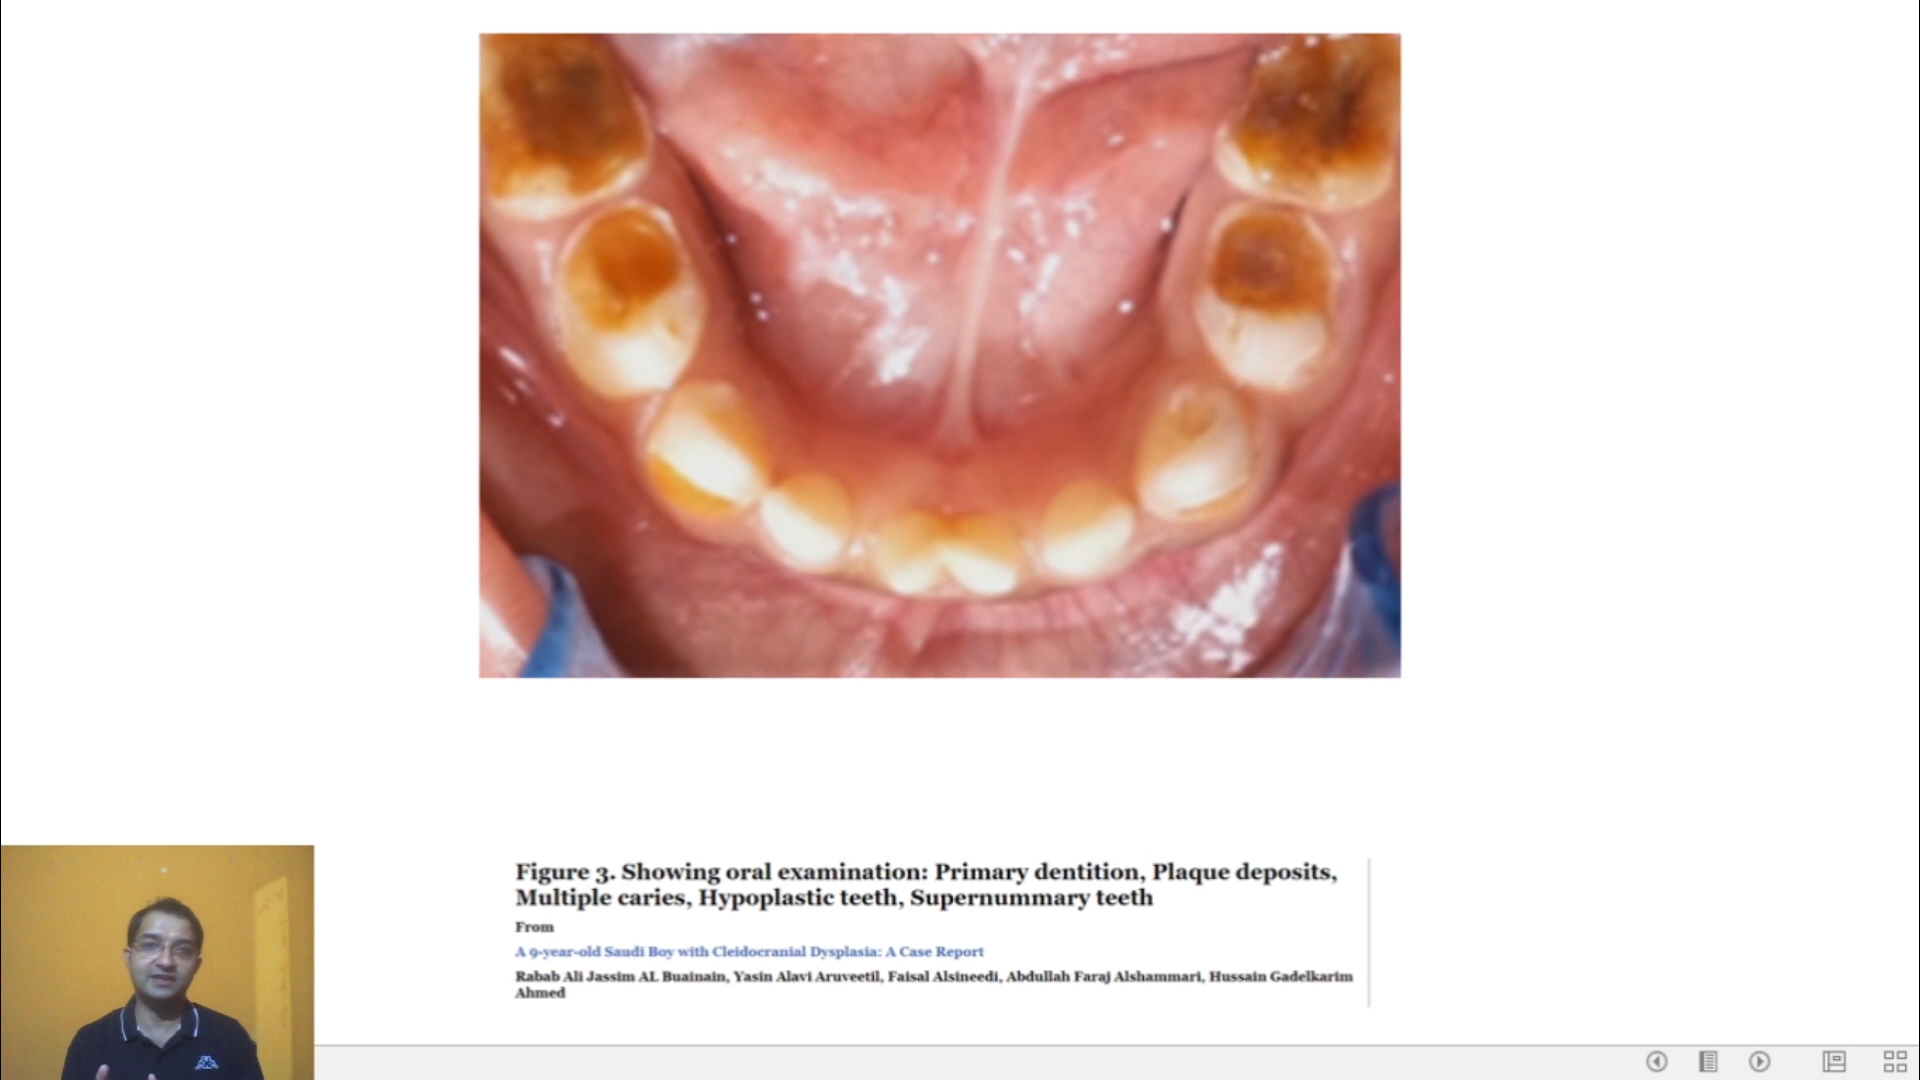 Figure 3. Showing oral examination: Primary dentition, Plaque deposits,
Multiple caries, Hypoplastic teeth, Supernummary teeth
From
A 9-year-old Saudi Boy with Cleidocranial Dysplasia: A Case Report
Rabab Ali Jassim AL Buainain, Yasin Alavi Aruveetil, Faisal Alsineedi, Abdullah Faraj Alshammari, Hussain Gadelkarim
Ahmed